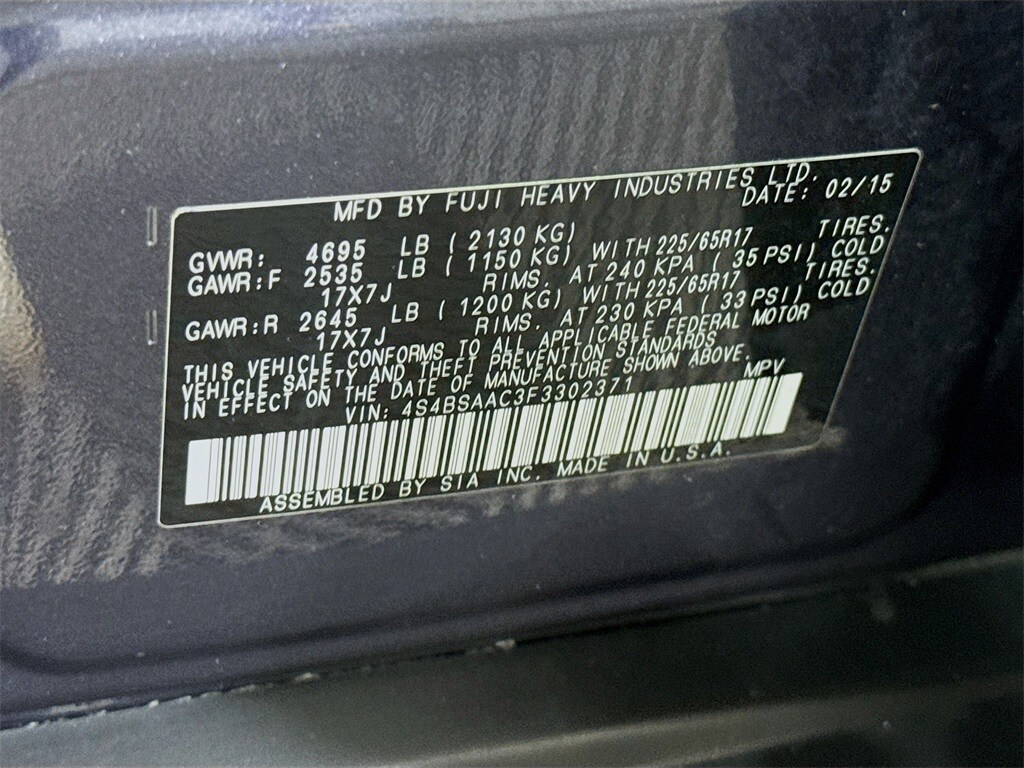 MFD BY FUJI HEAVY INDUSTRIES LTD.
DATE: 02/15
GVWR: 4695 LB ( 2130 KG)
GAWR:F 2535 LB ( 1150 KG) WITH 225/65R17 TIRES.
17X7J RIMS. AT 240 KPA ( 35 PSI) COLD
GAWR:R 2645 LB ( 1200 KG) WITH 225/65R17 TIRES.
17X7J RIMS. AT 230 KPA ( 33 PSI) COLD
THIS VEHICLE CONFORMS TO ALL APPLICABLE FEDERAL MOTOR
VEHICLE SAFETY AND THEFT PREVENTION STANDARDS
IN EFFECT ON THE DATE OF MANUFACTURE SHOWN ABOVE.
VIN: 4S4BSAAC3F3302371 MPV
ASSEMBLED BY SIA INC. MADE IN U.S.A.